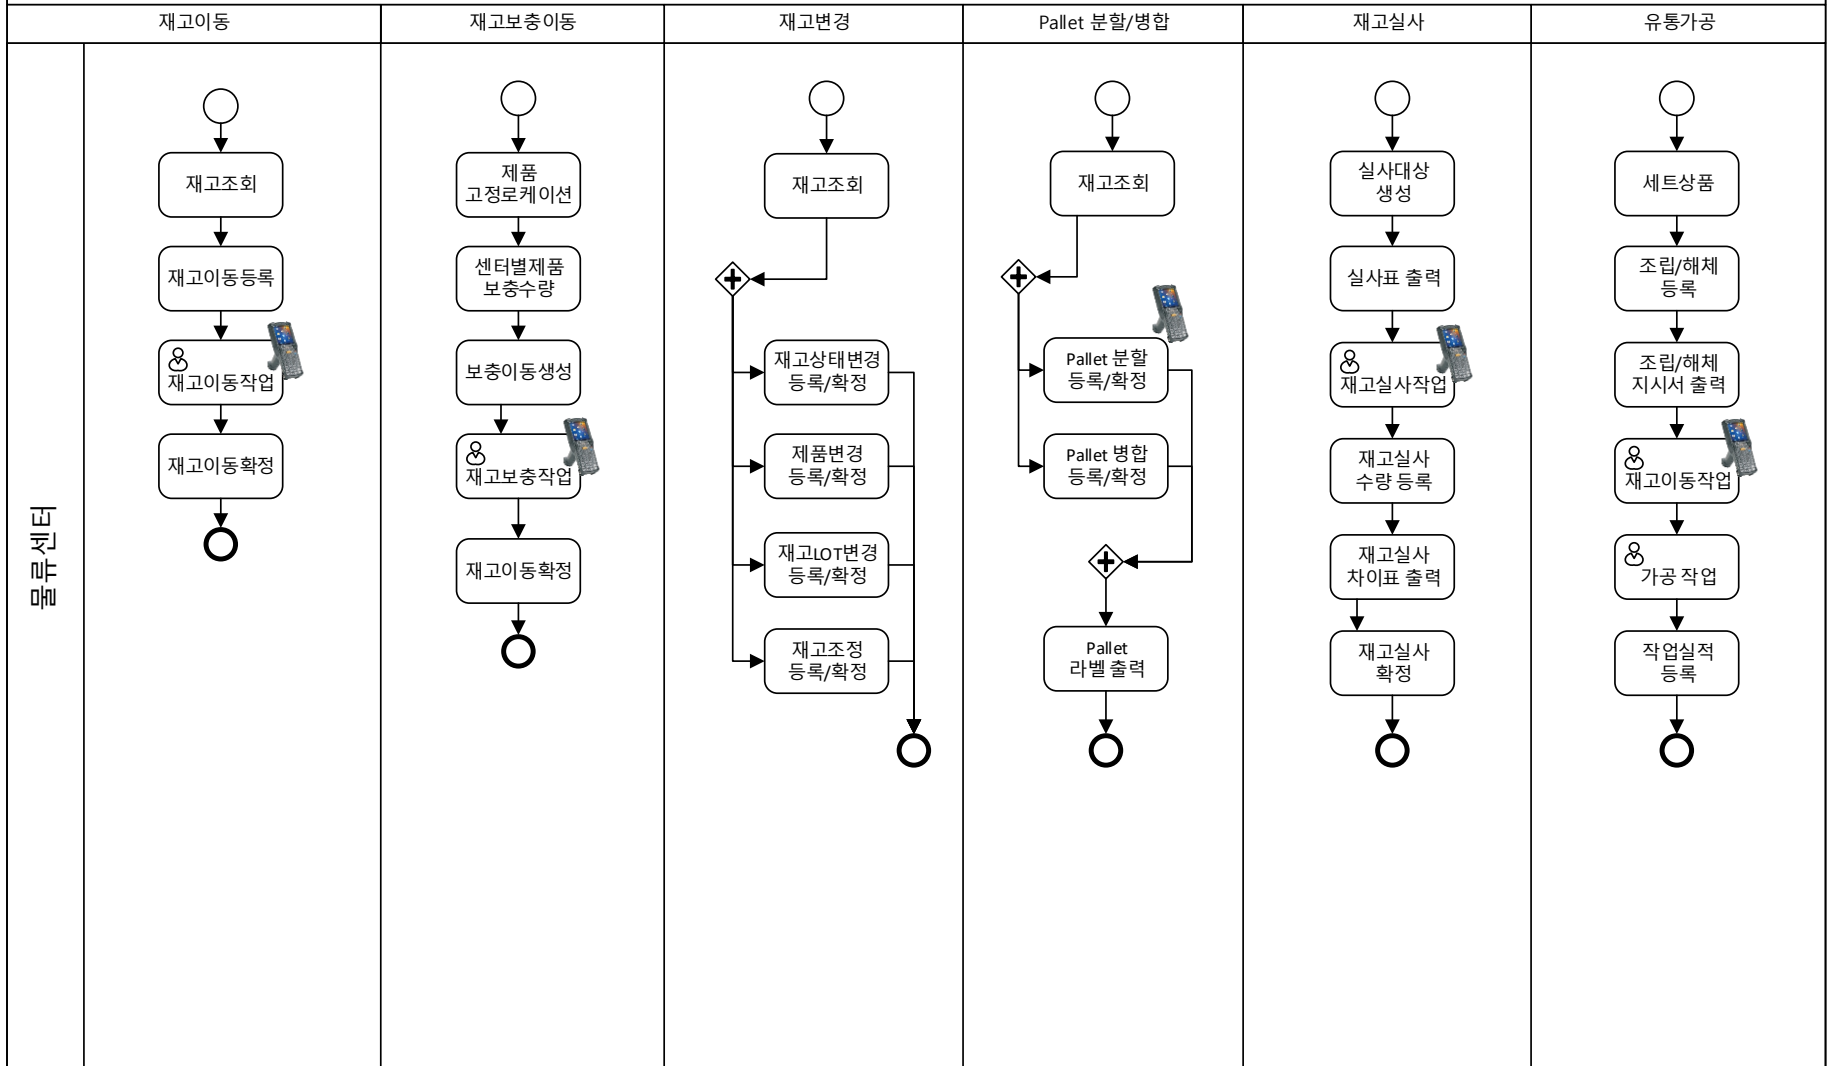 재고이동
재고보충이동
재고변경
Pallet 분할/병합
재고실사
유통가공
물류센터
재고조회
재고이동등록
재고이동작업
재고이동확정
제품
고정로케이션
센터별제품
보충수량
보충이동생성
재고보충작업
재고이동확정
재고조회
재고상태변경
등록/확정
제품변경
등록/확정
재고LOT변경
등록/확정
재고조정
등록/확정
재고조회
Pallet 분할
등록/확정
Pallet 병합
등록/확정
Pallet
라벨 출력
실사대상
생성
실사표 출력
재고실사작업
재고실사
수량 등록
재고실사
차이표 출력
재고실사
확정
세트상품
조립/해체
등록
조립/해체
지시서 출력
재고이동작업
가공 작업
작업실적
등록